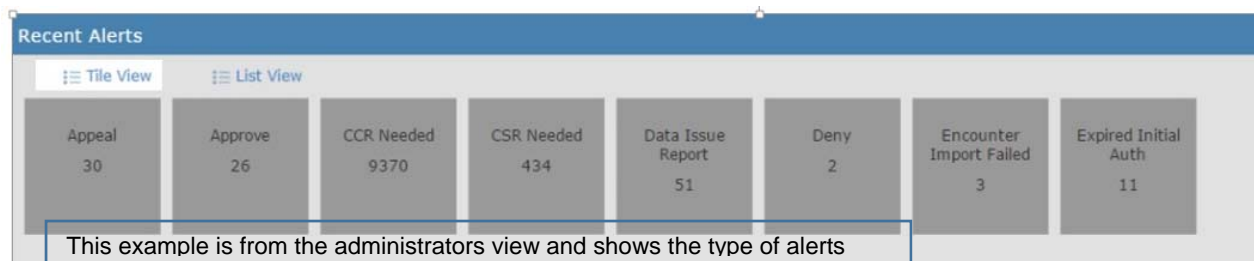 Recent Alerts
Tile View List View
Appeal
30
Approve
26
CCR Needed
9370
CSR Needed
434
Data Issue
Report
51
Deny
2
Encounter
Import Failed
3
Expired Initial
Auth
11
This example is from the administrators view and shows the type of alerts